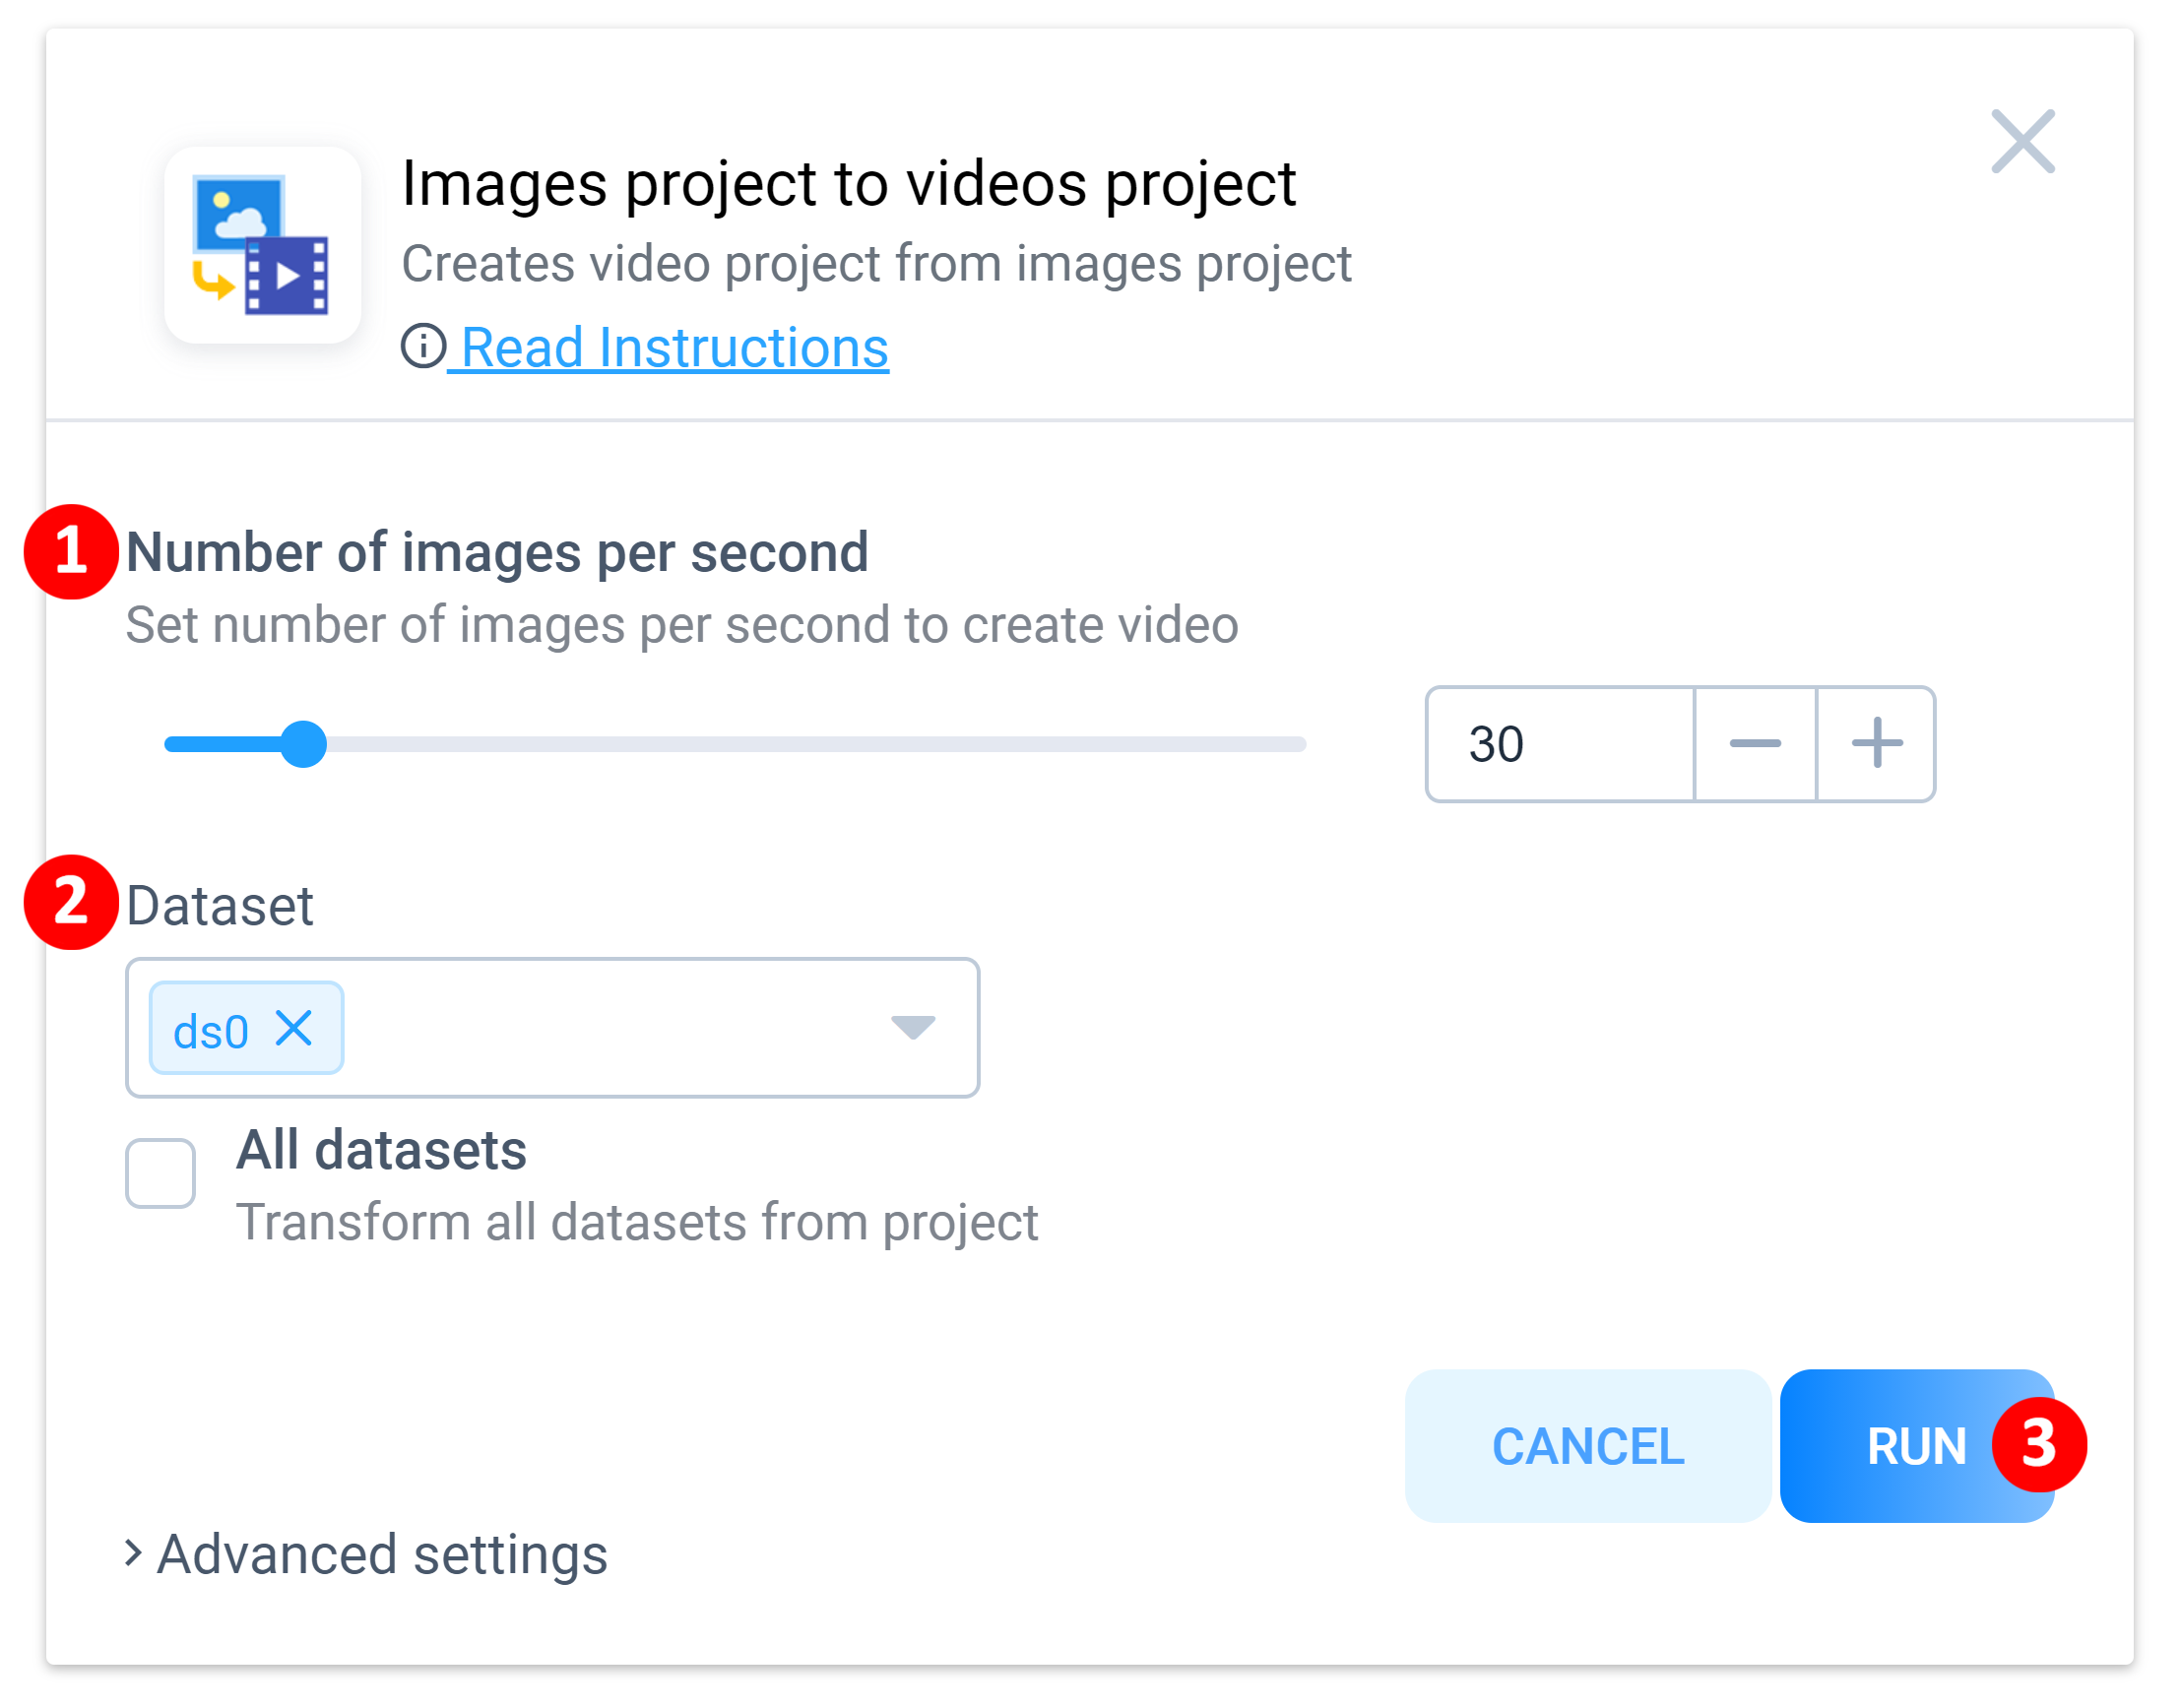 Images project to videos project
Creates video project from images project
Read Instructions
1 Number of images per second
Set number of images per second to create video
30
2 Dataset
ds0
All datasets
Transform all datasets from project
CANCEL RUN 3
Advanced settings